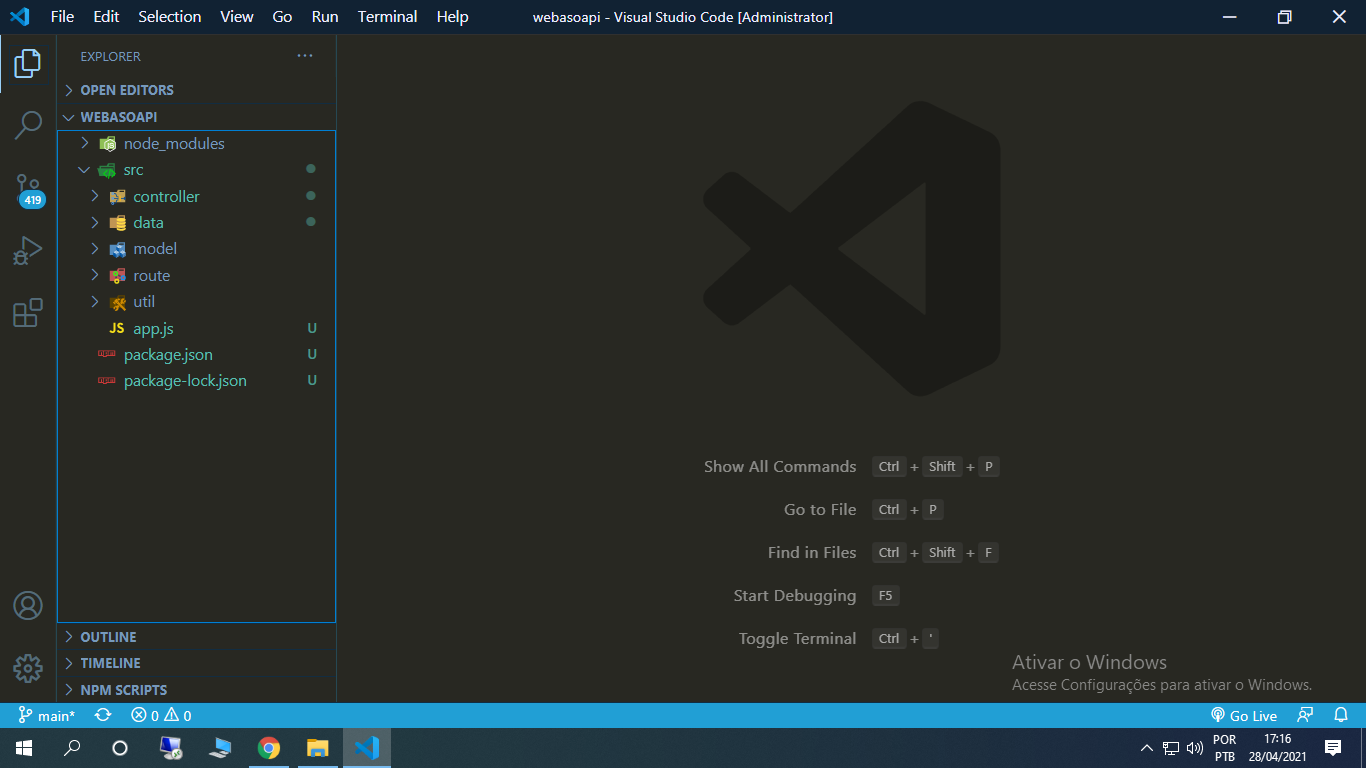 File Edit Selection View Go Run Terminal Help webasoapi - Visual Studio Code [Administrator]
EXPLORER
OPEN EDITORS
WEBASOAPI
node_modules
src
controller
419
data
model
route
util
JS app.js U
package.json U
package-lock.json U
Show All Commands Ctrl + Shift + P
Go to File Ctrl + P
Find in Files Ctrl + Shift + F
Start Debugging F5
Toggle Terminal Ctrl + '
OUTLINE
TIMELINE
NPM SCRIPTS
Ativar o Windows
Acesse Configurações para ativar o Windows.
main* 0 0 Go Live
POR 17:16
PTB 28/04/2021